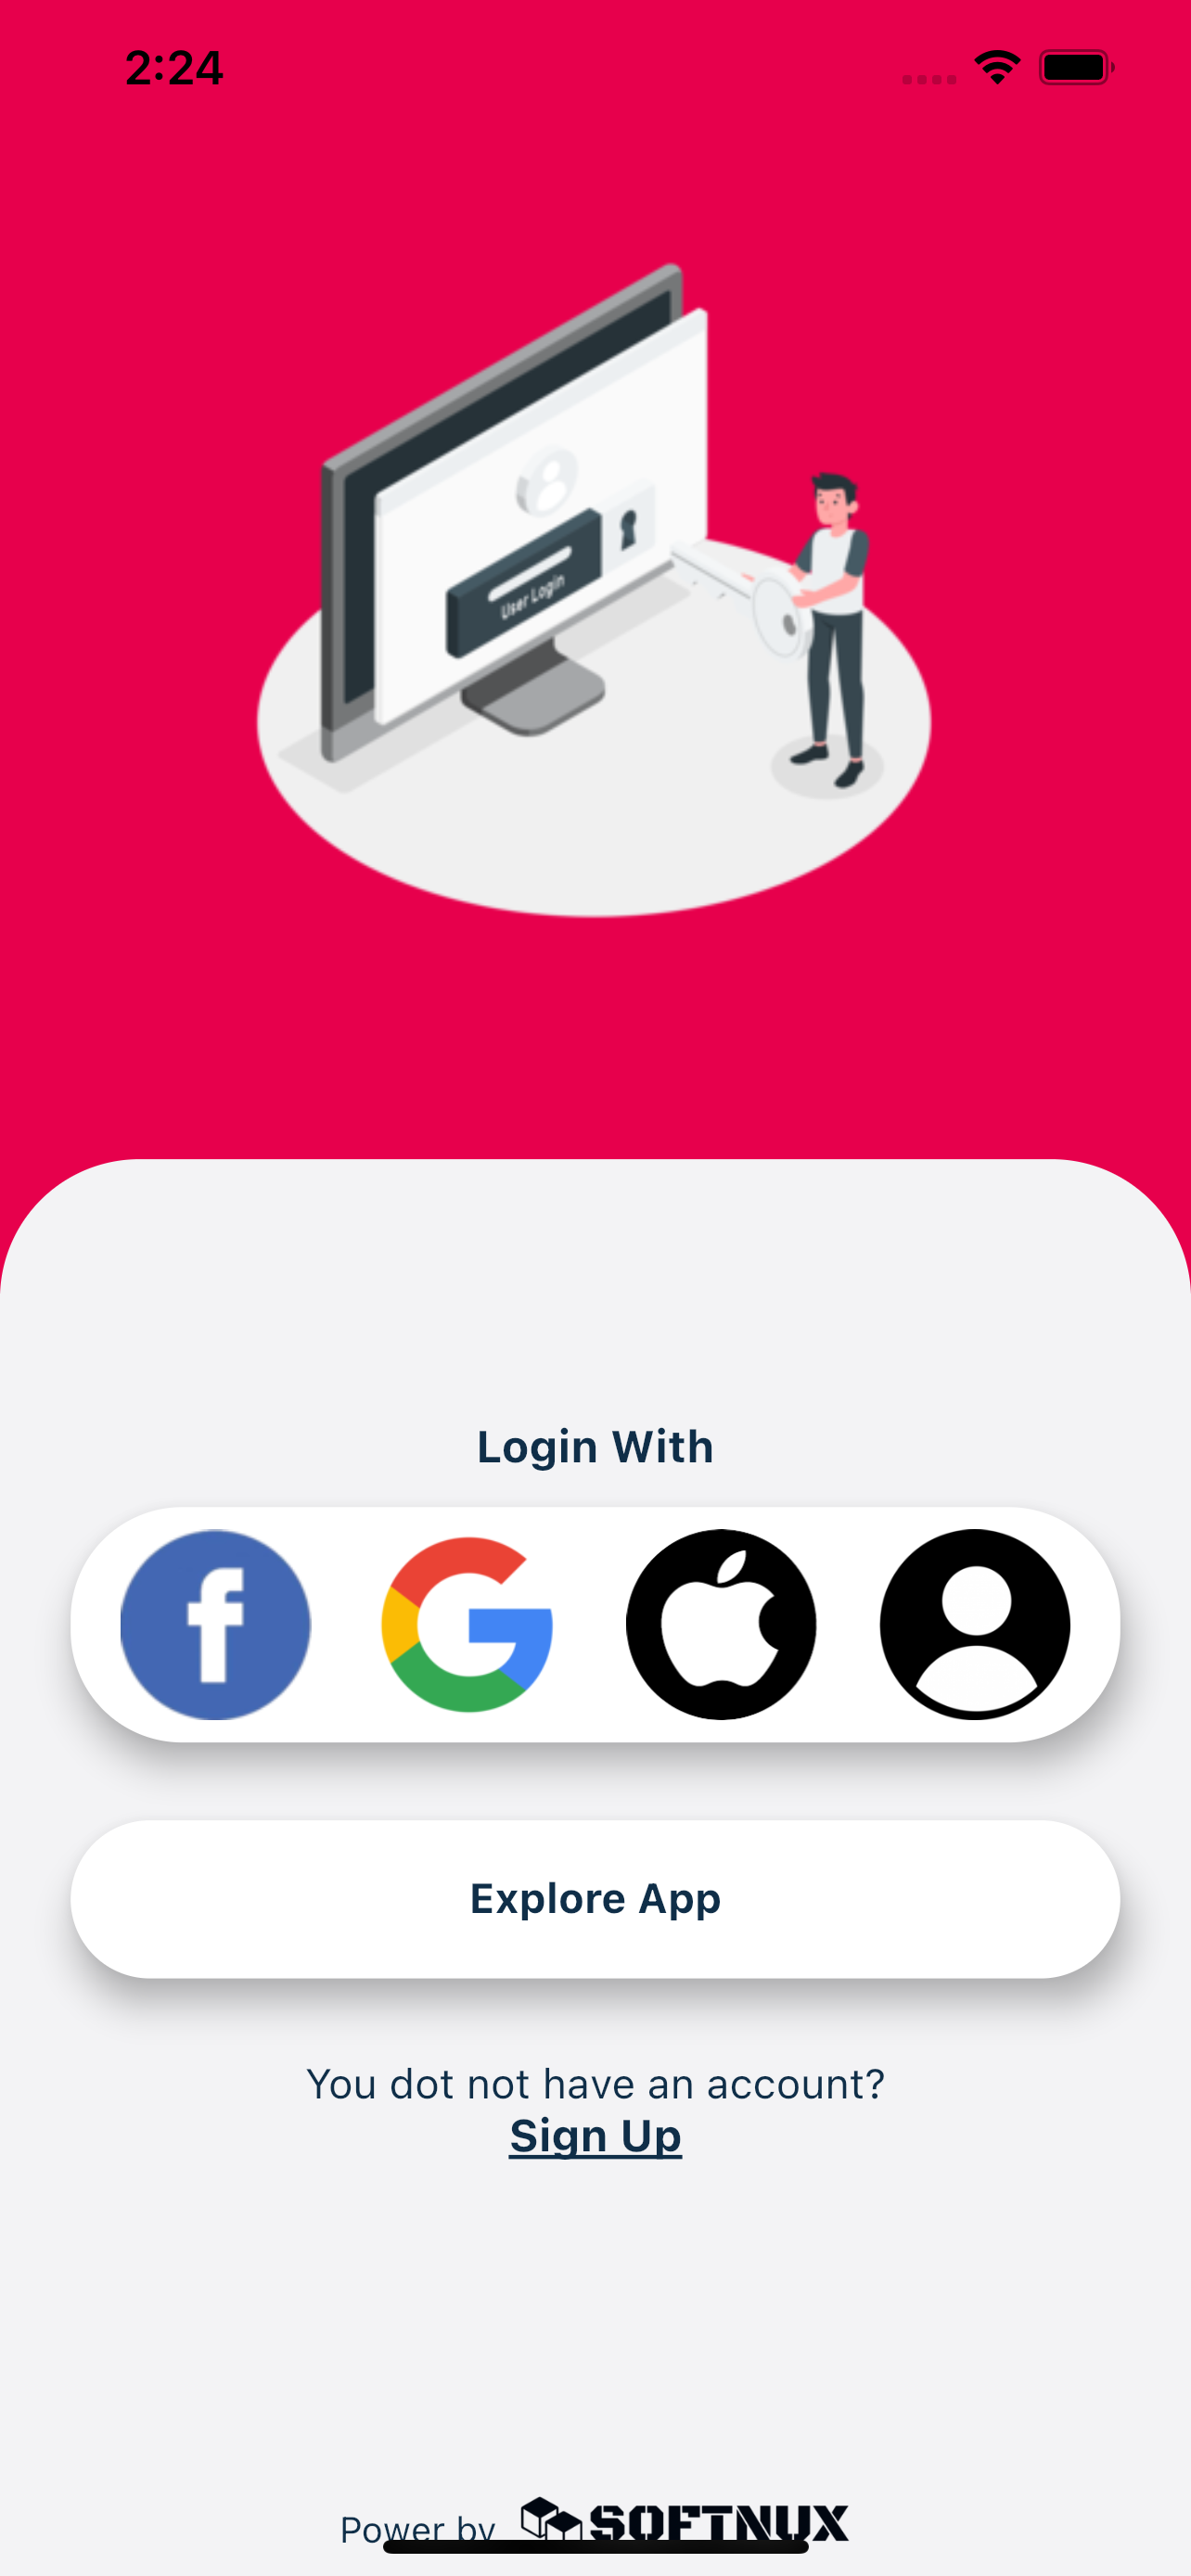 2:24
User Login
Login With
Explore App
You dot not have an account?
Sign Up
Power by SOFTNUX